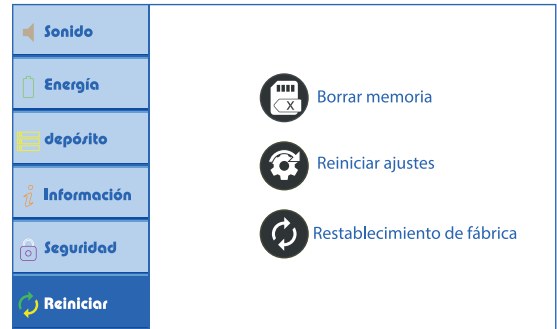 Sonido
Energía
depósito
Información
Seguridad
Reiniciar
Borrar memoria
Reiniciar ajustes
Restablecimiento de fábrica